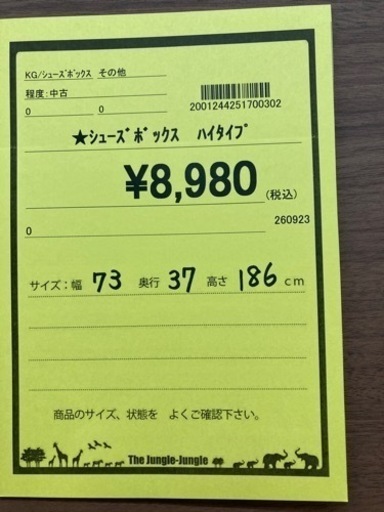 KG/シューズボックス その他
程度:中古
0 0
2001244251700302
★シューズボックス ハイタイプ
¥8,980(税込)
0 260923
サイズ:幅 73 奥行 37 高さ 186 cm
商品のサイズ、状態を よくご確認下さい。
The Jungle-Jungle